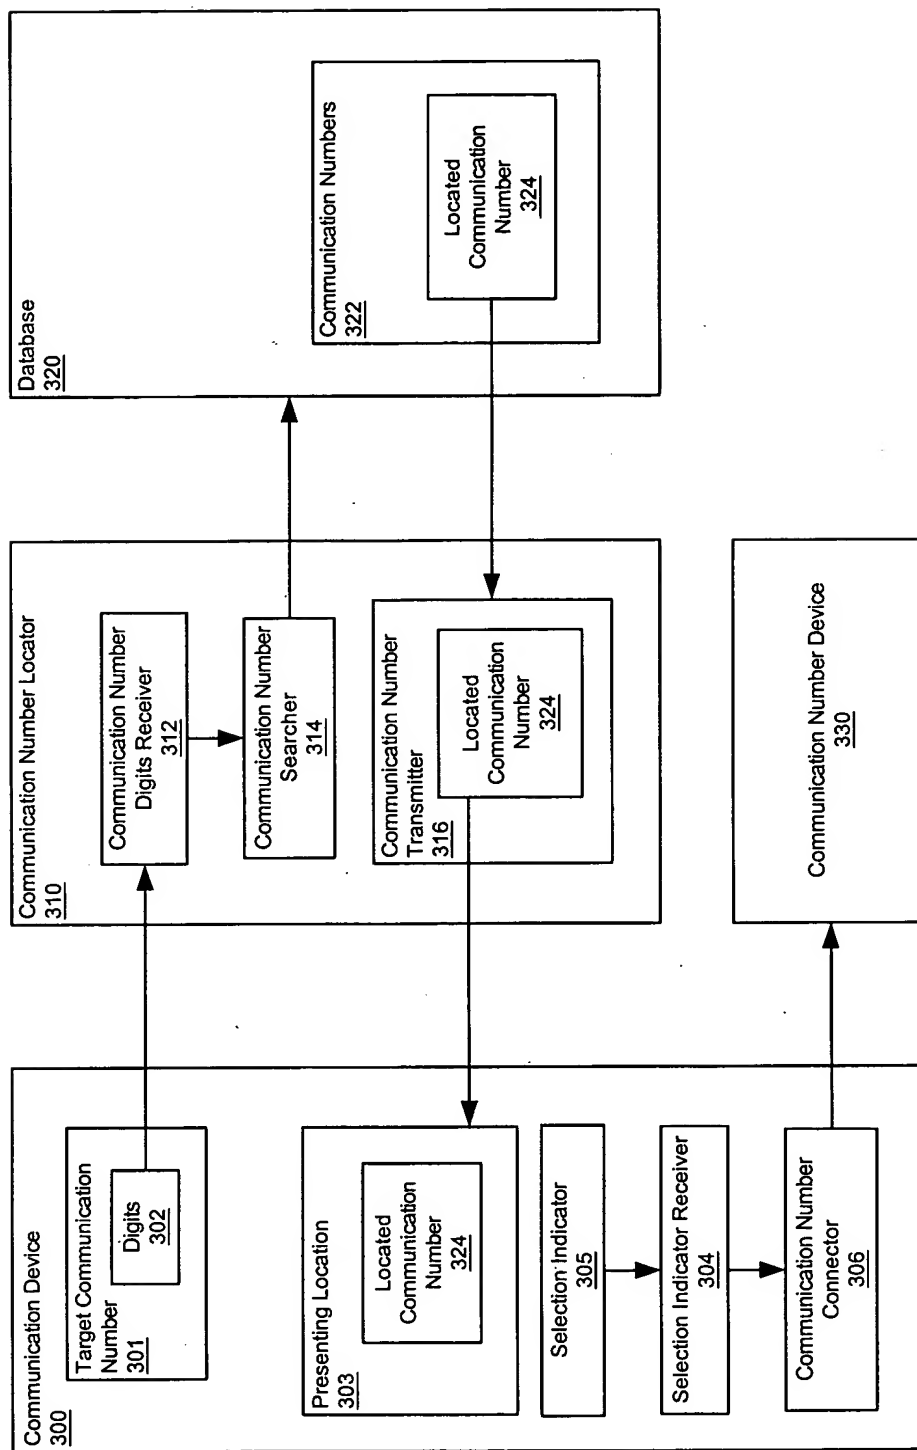 Communication Device
300
Target Communication
Number
301
Digits
302
Presenting Location
303
Located
Communication
Number
324
Selection Indicator
305
Selection Indicator Receiver
304
Communication Number
Connector
306
Communication Number Locator
310
Communication Number
Digits Receiver
312
Communication Number
Searcher
314
Communication Number
Transmitter
316
Located
Communication
Number
324
Communication Number Device
330
Database
320
Communication Numbers
322
Located
Communication
Number
324